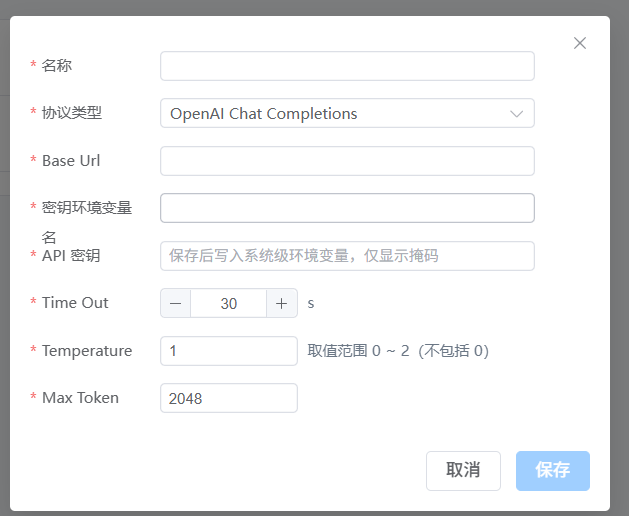 * 名称
* 协议类型 OpenAI Chat Completions
* Base Url
* 密钥环境变量名
* API 密钥 保存后写入系统级环境变量，仅显示掩码
* Time Out — 30 + s
* Temperature 1 取值范围 0 ~ 2（不包括 0）
* Max Token 2048
取消 保存